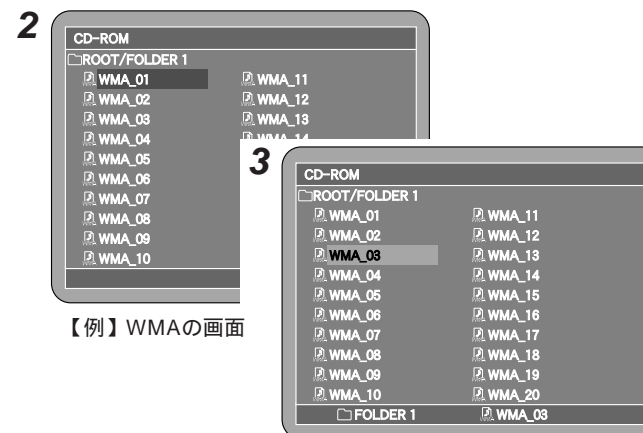 2
CD-ROM
ROOT/FOLDER 1
WMA_01 WMA_11
WMA_02 WMA_12
WMA_03 WMA_13
WMA_04 WMA_14
WMA_05
WMA_06
WMA_07
WMA_08
WMA_09
WMA_10
【例】WMAの画面
3
CD-ROM
ROOT/FOLDER 1
WMA_01 WMA_11
WMA_02 WMA_12
WMA_03 WMA_13
WMA_04 WMA_14
WMA_05 WMA_15
WMA_06 WMA_16
WMA_07 WMA_17
WMA_08 WMA_18
WMA_09 WMA_19
WMA_10 WMA_20
FOLDER 1 WMA_03